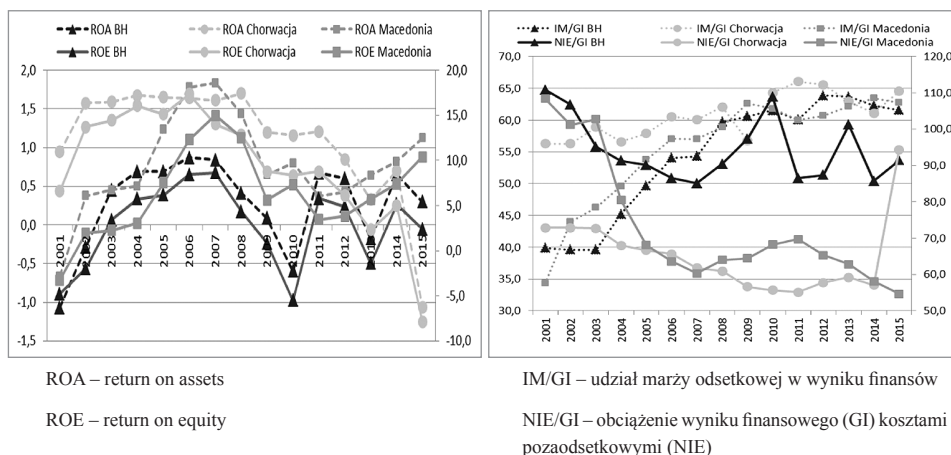 ROA BH ROA Chorwacja ROA Macedonia
ROE BH ROE Chorwacja ROE Macedonia
2,0
1,5
1,0
0,5
0,0
-0,5
-1,0
-1,5
20,0
15,0
10,0
5,0
0,0
-5,0
-10,0
2001 2002 2003 2004 2005 2006 2007 2008 2009 2010 2011 2012 2013 2014 2015
IM/GI BH IM/GI Chorwacja IM/GI Macedonia
NIE/GI BH NIE/GI Chorwacja NIE/GI Macedonia
70,0
65,0
60,0
55,0
50,0
45,0
40,0
35,0
30,0
120,0
110,0
100,0
90,0
80,0
70,0
60,0
50,0
2001 2002 2003 2004 2005 2006 2007 2008 2009 2010 2011 2012 2013 2014 2015
ROA – return on assets
ROE – return on equity
IM/GI – udział marży odsetkowej w wyniku finansów
NIE/GI – obciążenie wyniku finansowego (GI) kosztami
pozaodsetkowymi (NIE)